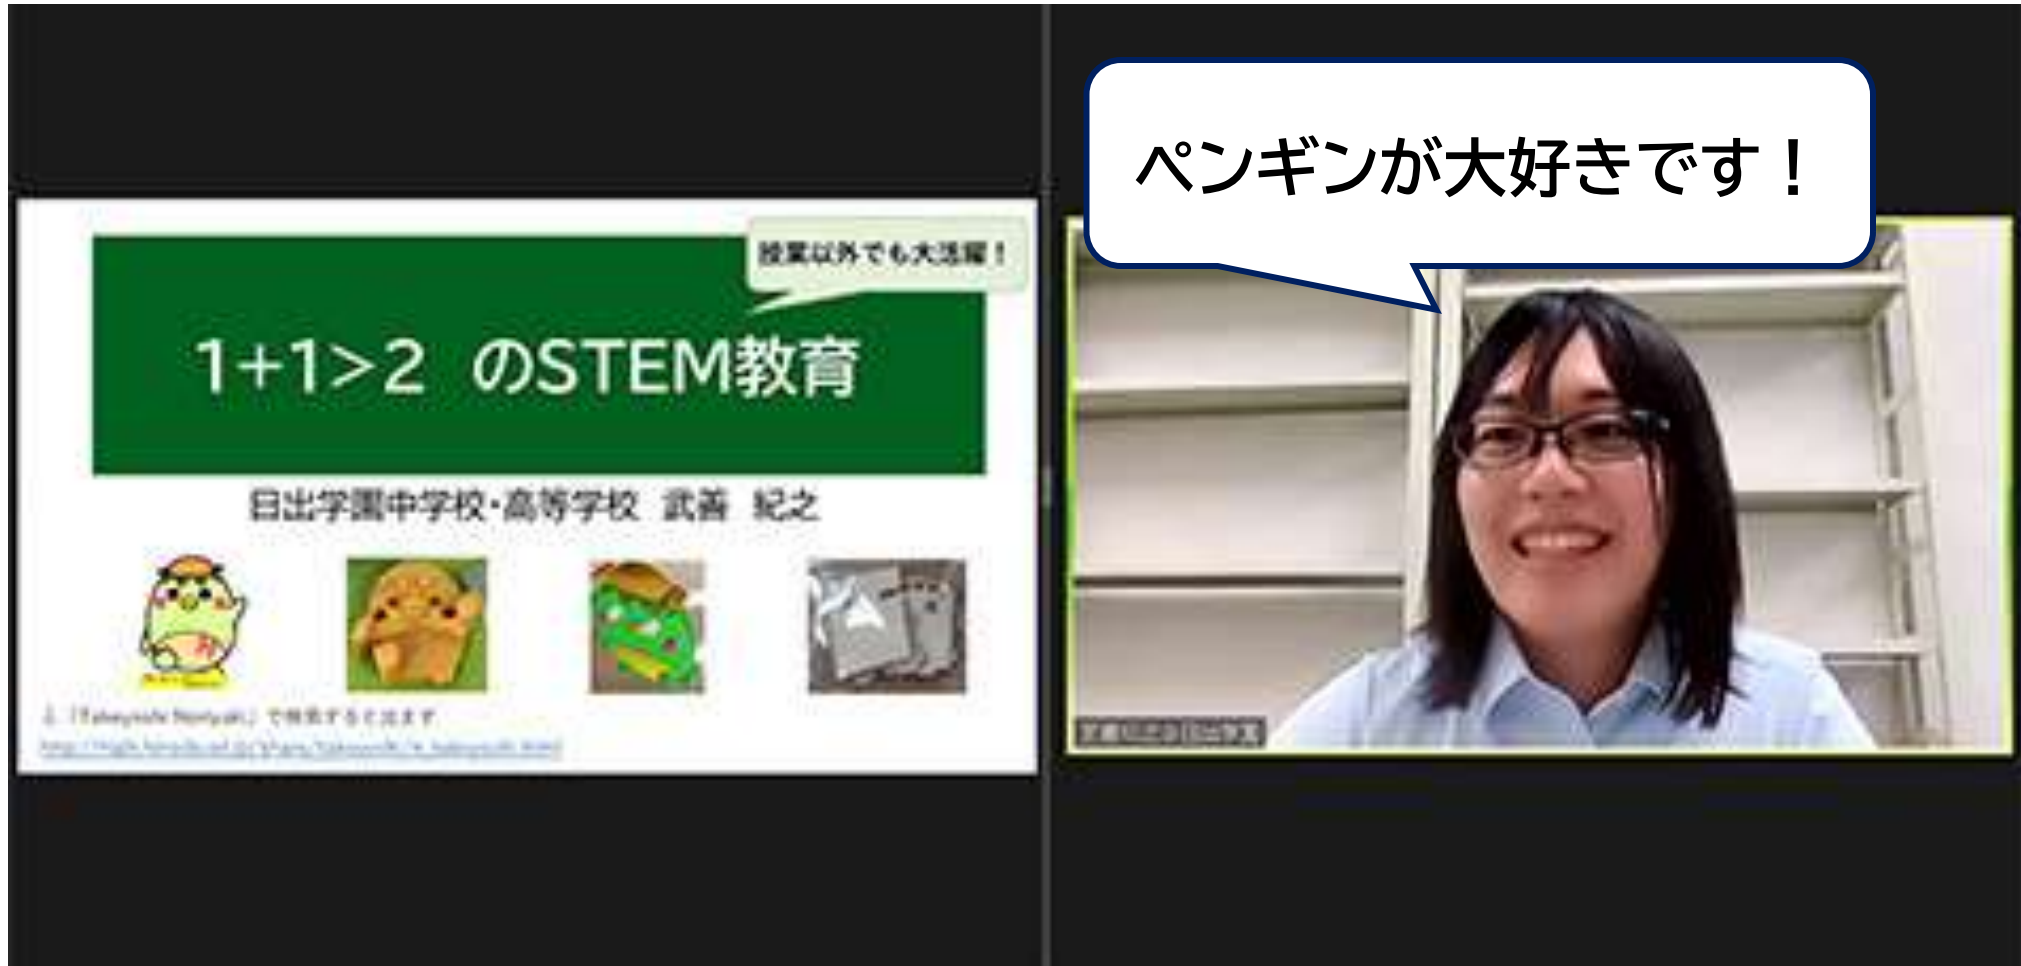 授業以外でも大活躍！
1+1>2 のSTEM教育
日出学園中学校・高等学校 武善 紀之
ペンギンが大好きです！